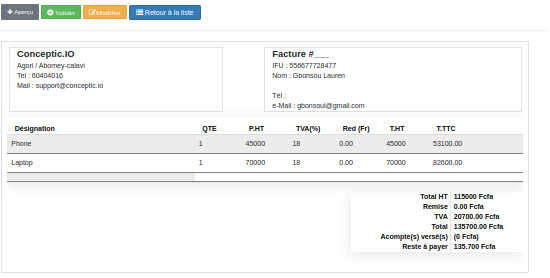 Aperçu Valider Modifier Retour à la liste
Conceptic.IO
Agori / Abomey-calavi
Tel : 60404016
Mail : support@conceptic.io
Facture #___
IFU : 556677728477
Nom : Gbonsou Lauren
Tél :
e-Mail : gbonsoul@gmail.com
Désignation QTE P.HT TVA(%) Red (Fr) T.HT T.TTC
Phone 1 45000 18 0.00 45000 53100.00
Laptop 1 70000 18 0.00 70000 82600.00
Total HT 115000 Fcfa
Remise 0.00 Fcfa
TVA 20700.00 Fcfa
Total 135700.00 Fcfa
Acompte(s) versé(s) (0 Fcfa)
Reste à payer 135.700 Fcfa